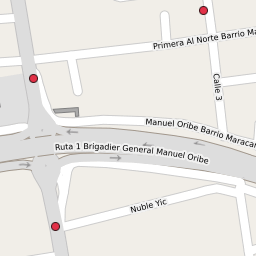 Primera Al Norte Barrio Ma
Calle 3
Manuel Oribe Barrio Maracan
Ruta 1 Brigadier General Manuel Oribe
Nuble Yic